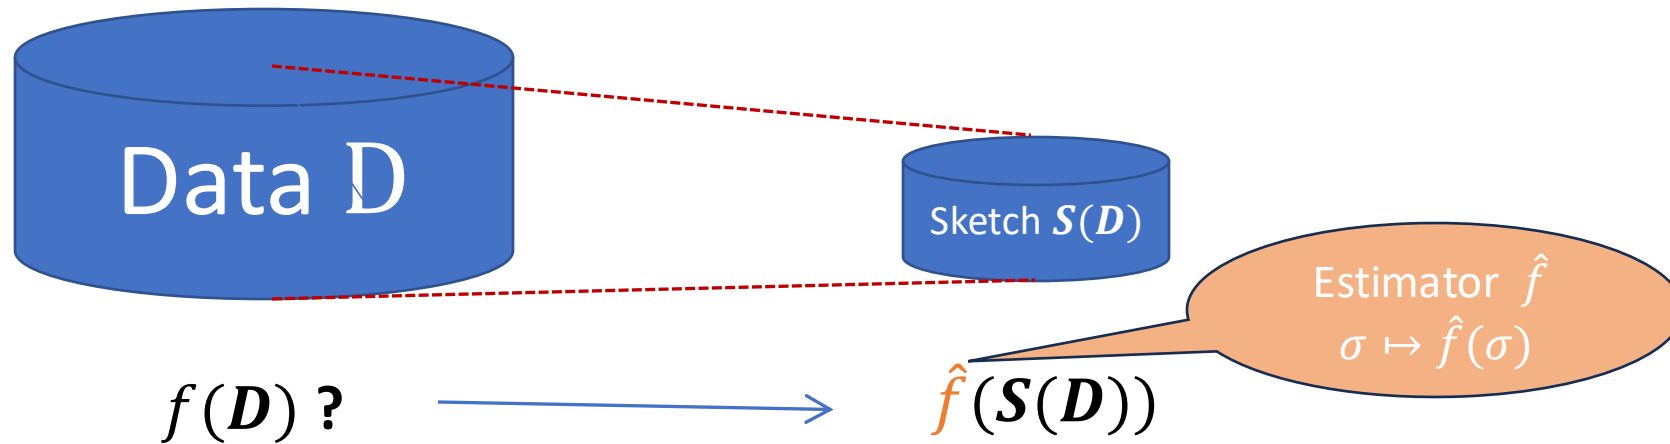 Data D
Sketch S(D)
Estimator f̂
σ ↦ f̂(σ)
f(D) ?
f̂(S(D))